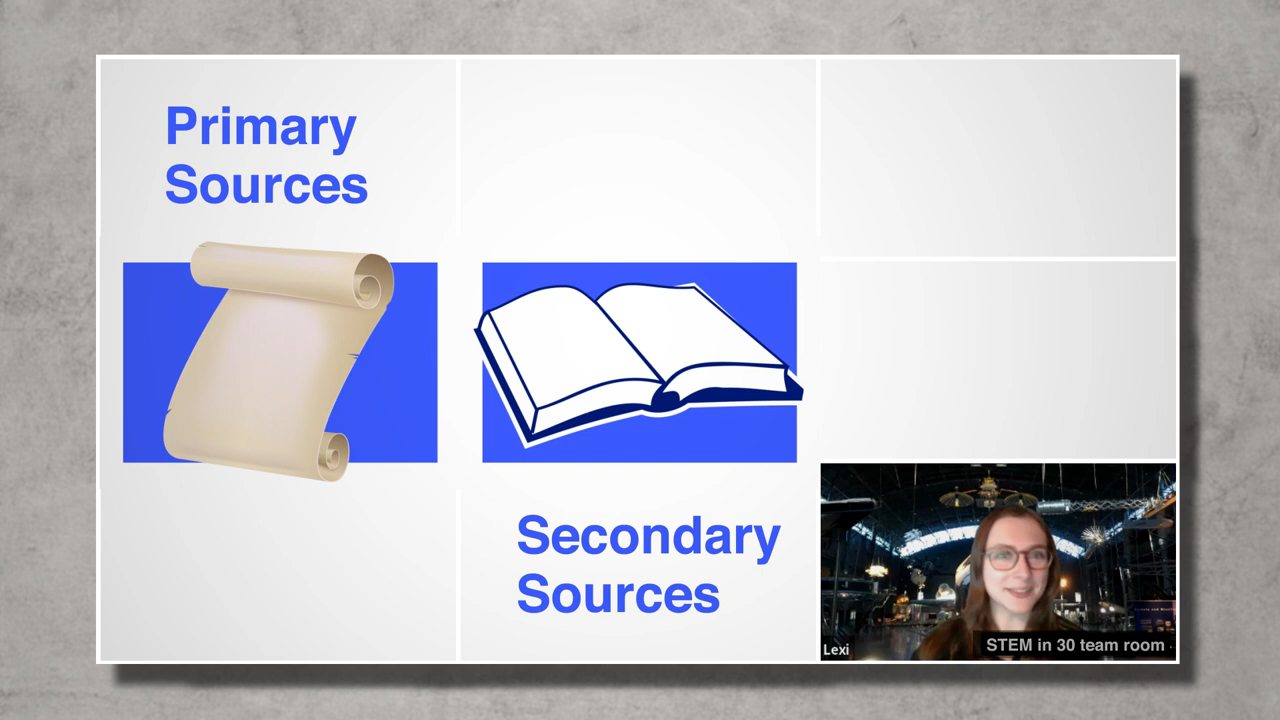 Primary
Sources
Secondary
Sources
Lexi
STEM in 30 team room